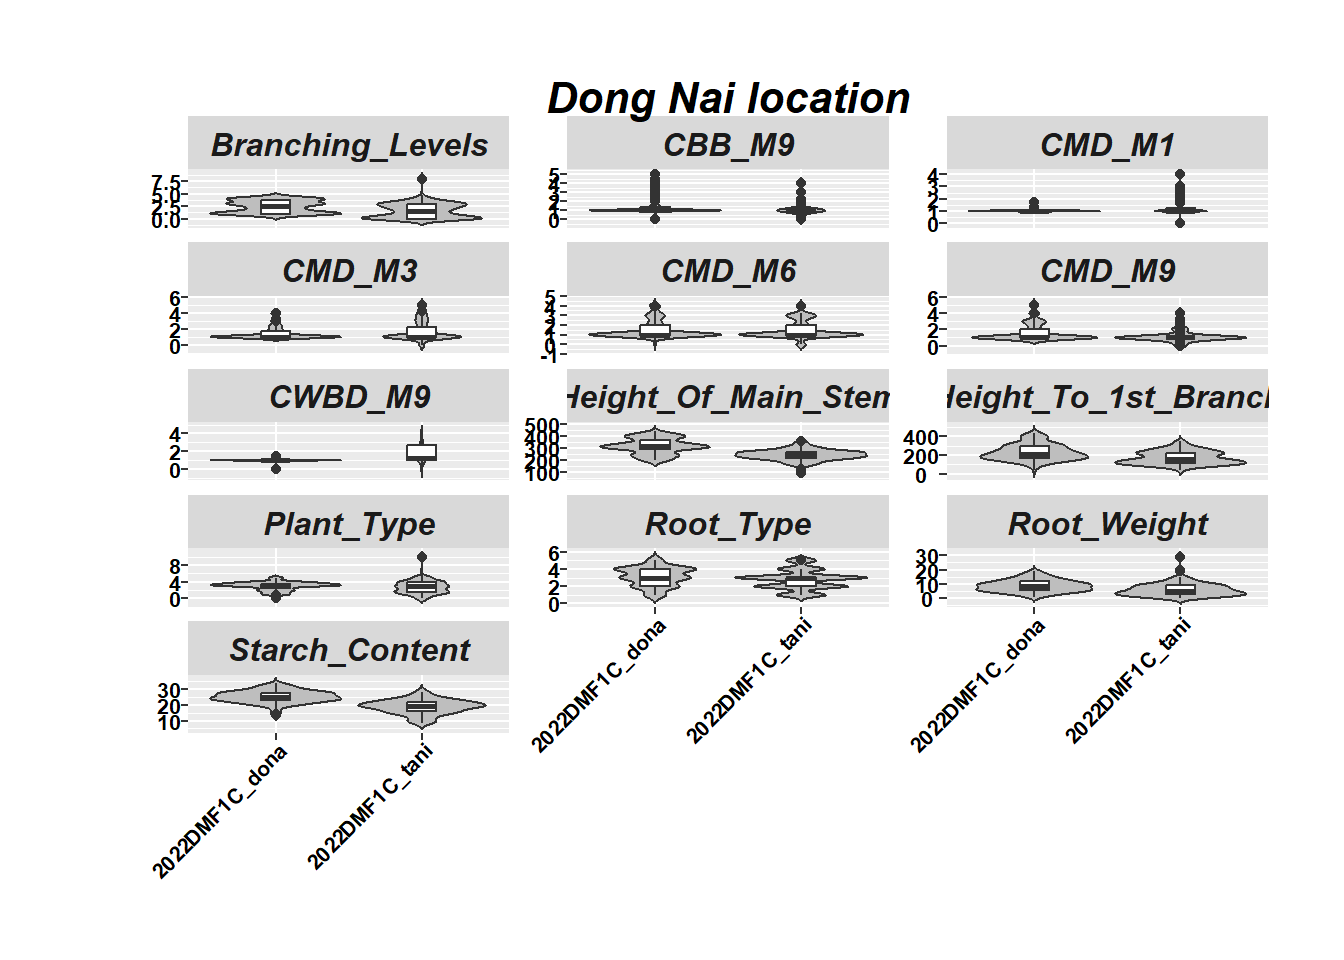 Dong Nai location
Branching_Levels
CBB_M9
CMD_M1
7.5
5.0
2.5
0.0
5
4
3
2
1
0
4
3
2
1
0
CMD_M3
CMD_M6
CMD_M9
6
4
2
0
5
4
3
2
1
0
-1
6
4
2
0
CWBD_M9
Height_Of_Main_Stem
Height_To_1st_Branch
4
2
0
500
400
300
200
100
400
200
0
Plant_Type
Root_Type
Root_Weight
8
4
0
6
4
2
0
30
20
10
0
Starch_Content
30
20
10
2022DMF1C_dona
2022DMF1C_tani
2022DMF1C_dona
2022DMF1C_tani
2022DMF1C_dona
2022DMF1C_tani